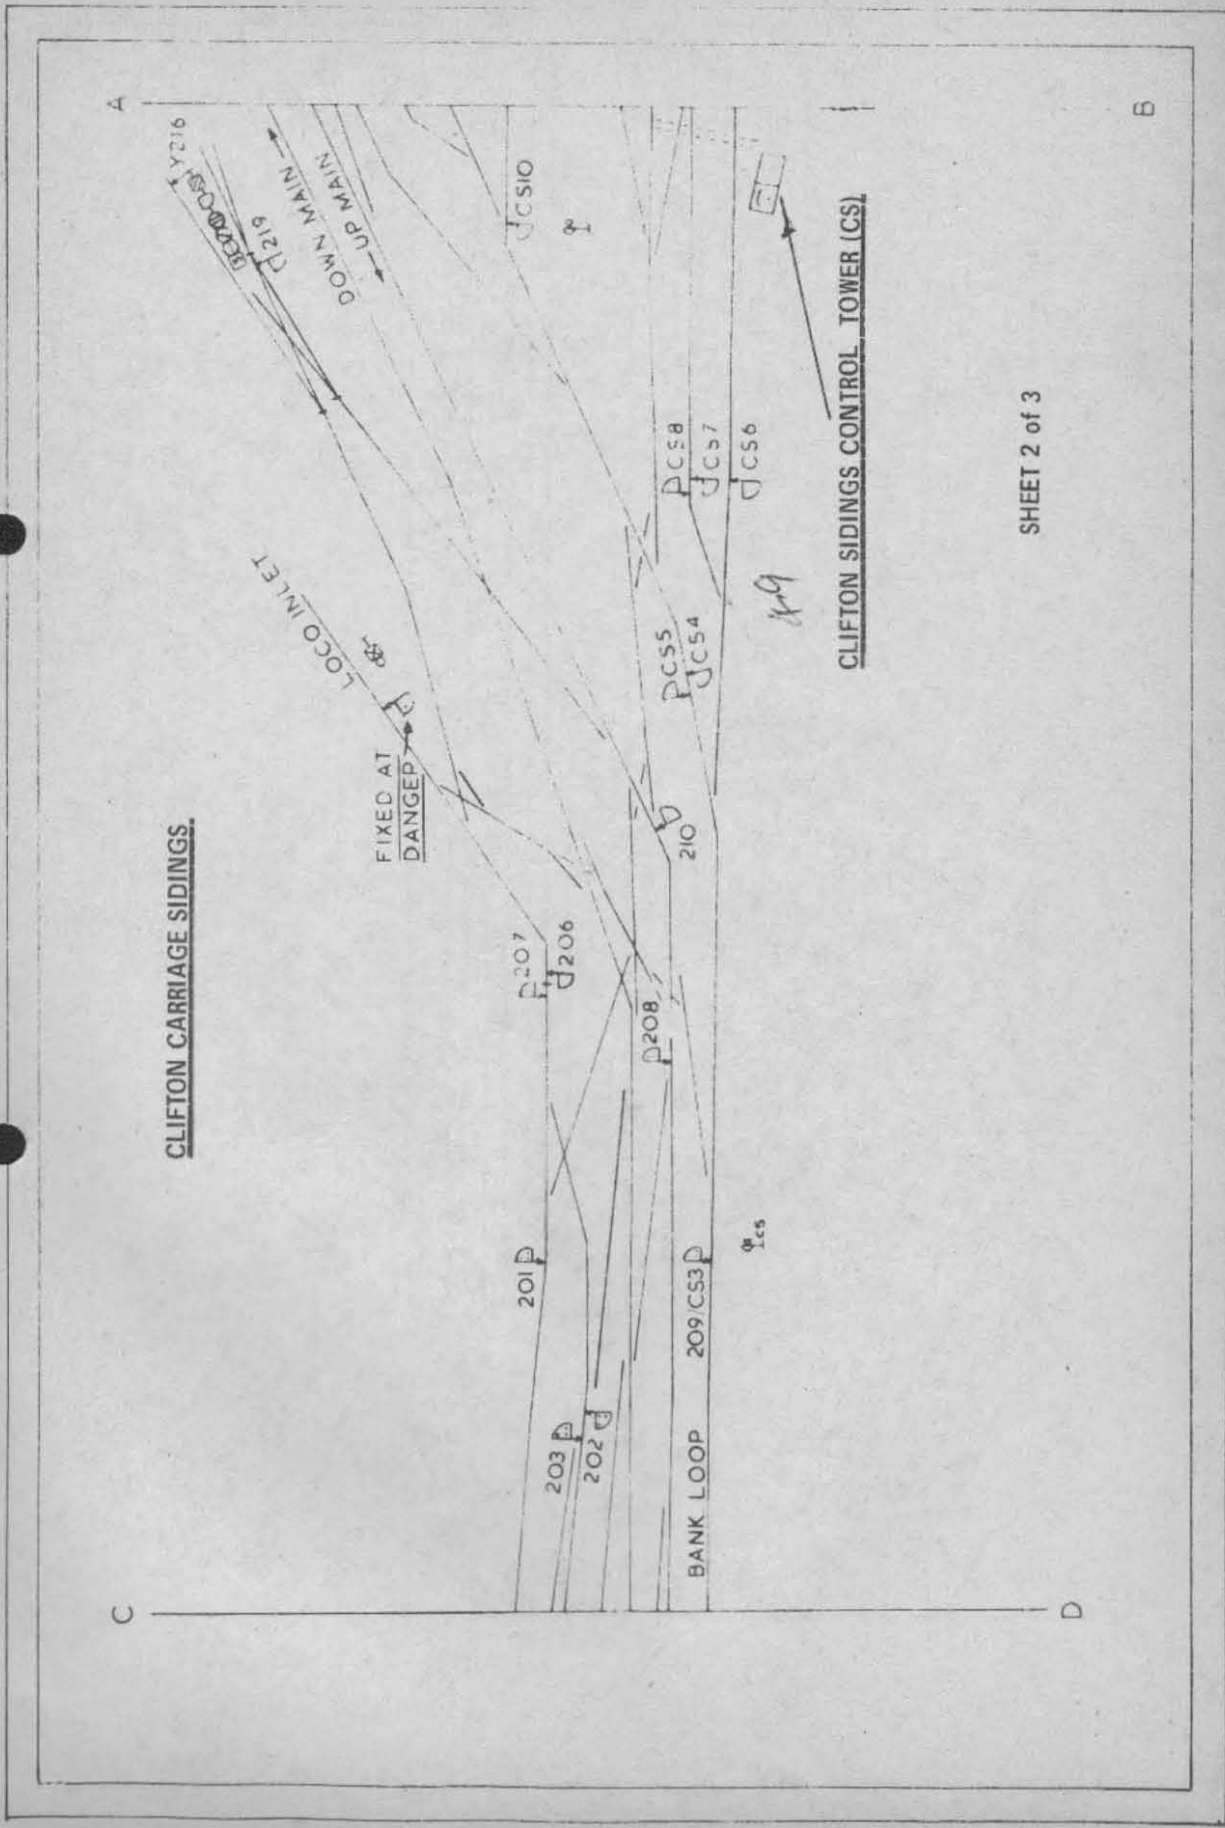 CLIFTON CARRIAGE SIDINGS
C
A
Y216
219
DOWN MAIN
UP MAIN
LOCO INLET
FIXED AT
DANGER
207
206
201
203
202
208
210
CS10
CS5
CS4
CS8
CS7
CS6
BANK LOOP
209/CS3
CS
CLIFTON SIDINGS CONTROL TOWER (CS)
SHEET 2 of 3
D
B